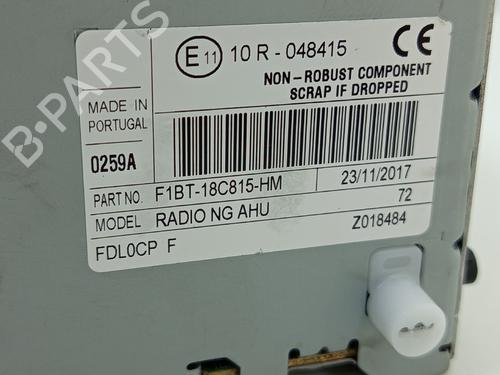 E11 10 R - 048415 CE
NON - ROBUST COMPONENT
SCRAP IF DROPPED
MADE IN
PORTUGAL
0259A
PART NO. F1BT-18C815-HM 23/11/2017
MODEL RADIO NG AHU 72
FDL0CP F Z018484
B-PARTS